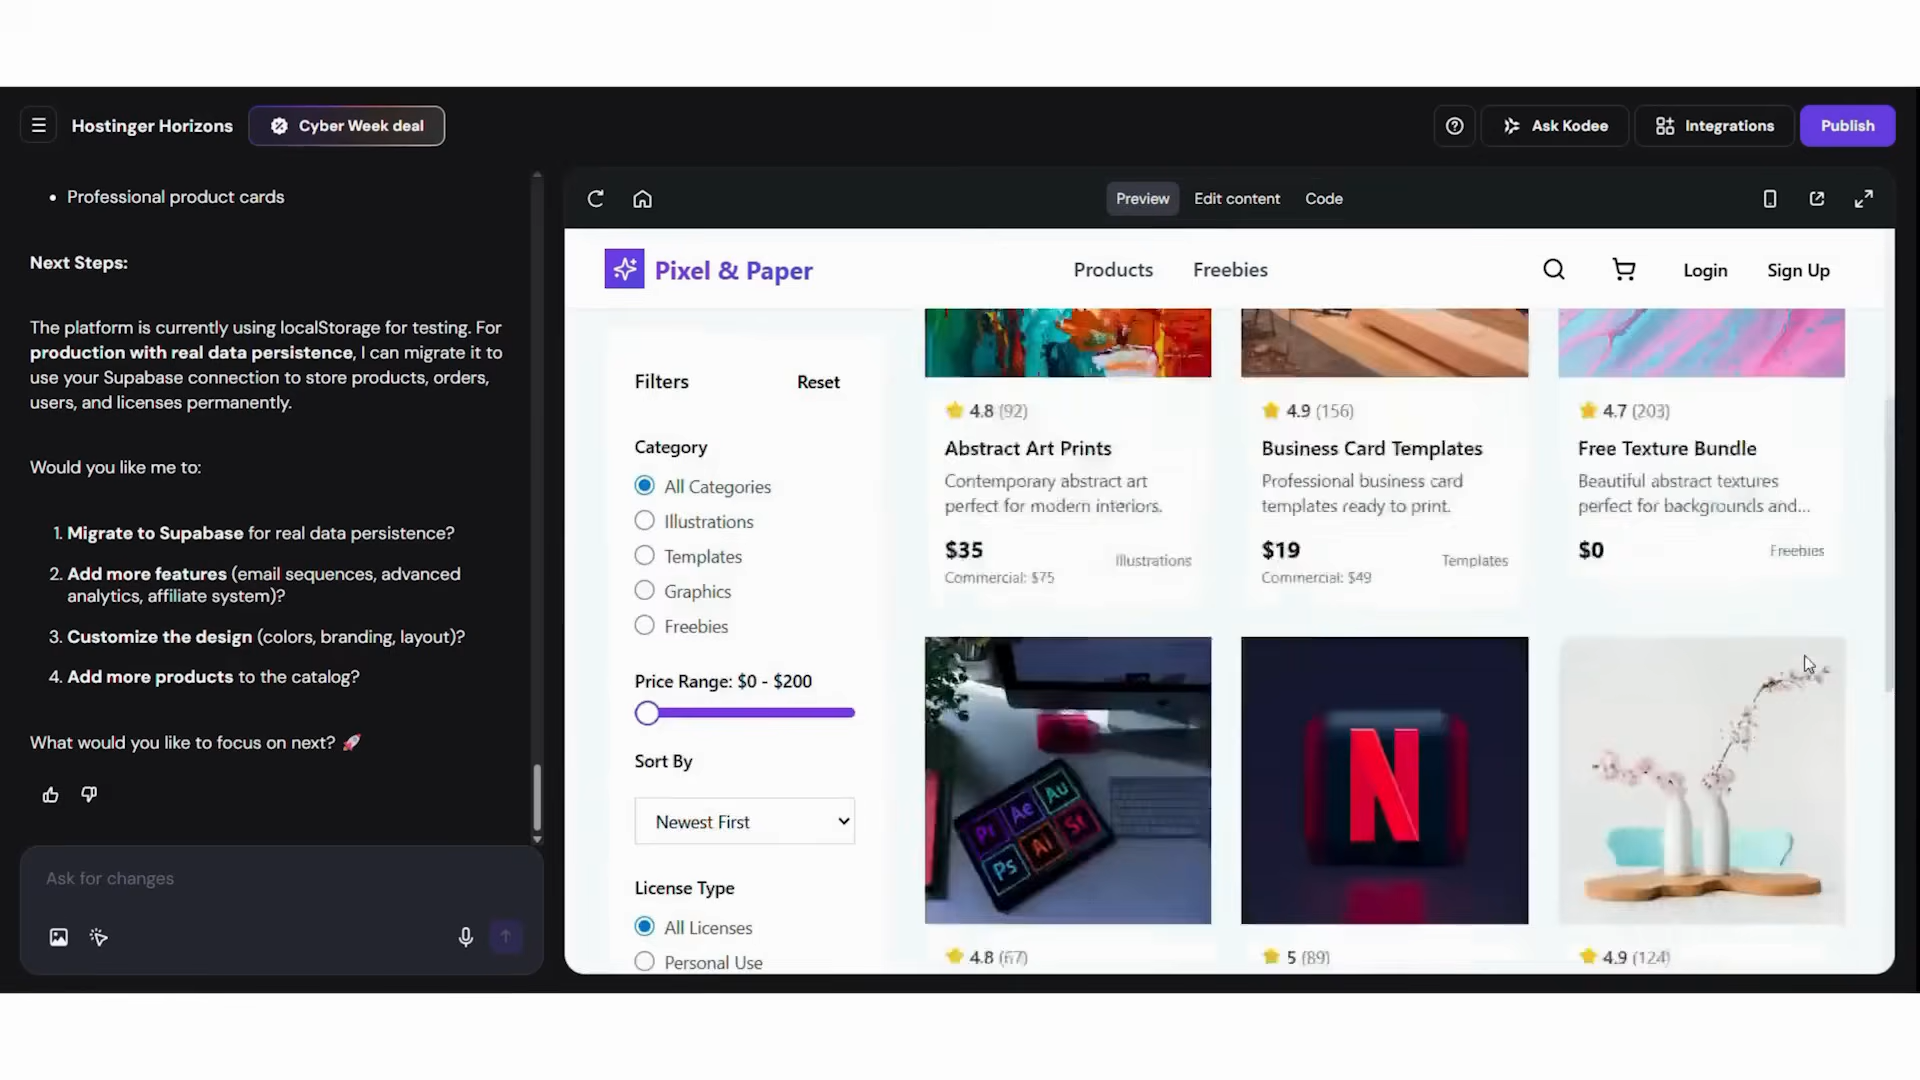 Hostinger Horizons
Cyber Week deal
Ask Kodee
Integrations
Publish
• Professional product cards
Next Steps:
The platform is currently using localStorage for testing. For
production with real data persistence, I can migrate it to
use your Supabase connection to store products, orders,
users, and licenses permanently.
Would you like me to:
1. Migrate to Supabase for real data persistence?
2. Add more features (email sequences, advanced
analytics, affiliate system)?
3. Customize the design (colors, branding, layout)?
4. Add more products to the catalog?
What would you like to focus on next? 🚀
Ask for changes
Preview
Edit content
Code
Pixel & Paper
Products
Freebies
Login
Sign Up
Filters
Reset
Category
All Categories
Illustrations
Templates
Graphics
Freebies
Price Range: $0 - $200
Sort By
Newest First
License Type
All Licenses
Personal Use
4.8 (92)
Abstract Art Prints
Contemporary abstract art
perfect for modern interiors.
$35
Commercial: $75
Illustrations
4.9 (156)
Business Card Templates
Professional business card
templates ready to print.
$19
Commercial: $49
Templates
4.7 (203)
Free Texture Bundle
Beautiful abstract textures
perfect for backgrounds and...
$0
Freebies
Pr
Ae
Au
Ps
Ai
St
N
4.8 (67)
5 (89)
4.9 (124)